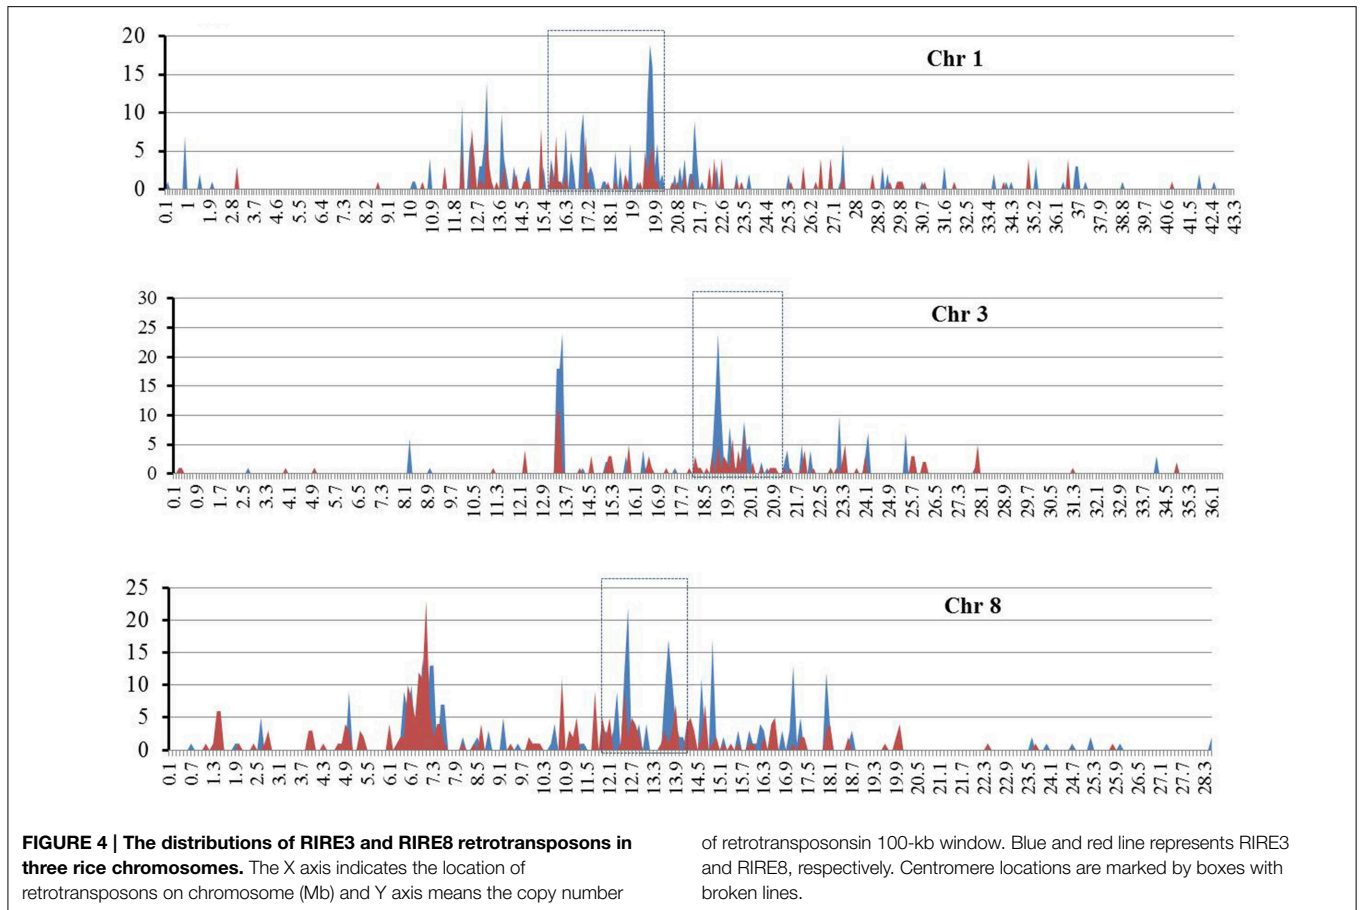 20
15
10
5
0
Chr 1
0.1 1 1.9 2.8 3.7 4.6 5.5 6.4 7.3 8.2 9.1 10 10.9 11.8 12.7 13.6 14.5 15.4 16.3 17.2 18.1 19 19.9 20.8 21.7 22.6 23.5 24.4 25.3 26.2 27.1 28 28.9 29.8 30.7 31.6 32.5 33.4 34.3 35.2 36.1 37 37.9 38.8 39.7 40.6 41.5 42.4 43.3
30
25
20
15
10
5
0
Chr 3
0.1 0.9 1.7 2.5 3.3 4.1 4.9 5.7 6.5 7.3 8.1 8.9 9.7 10.5 11.3 12.1 12.9 13.7 14.5 15.3 16.1 16.9 17.7 18.5 19.3 20.1 20.9 21.7 22.5 23.3 24.1 24.9 25.7 26.5 27.3 28.1 28.9 29.7 30.5 31.3 32.1 32.9 33.7 34.5 35.3 36.1
25
20
15
10
5
0
Chr 8
0.1 0.7 1.3 1.9 2.5 3.1 3.7 4.3 4.9 5.5 6.1 6.7 7.3 7.9 8.5 9.1 9.7 10.3 10.9 11.5 12.1 12.7 13.3 13.9 14.5 15.1 15.7 16.3 16.9 17.5 18.1 18.7 19.3 19.9 20.5 21.1 21.7 22.3 22.9 23.5 24.1 24.7 25.3 25.9 26.5 27.1 27.7 28.3
FIGURE 4 | The distributions of RIRE3 and RIRE8 retrotransposons in
three rice chromosomes. The X axis indicates the location of
retrotransposons on chromosome (Mb) and Y axis means the copy number
of retrotransposonsin 100-kb window. Blue and red line represents RIRE3
and RIRE8, respectively. Centromere locations are marked by boxes with
broken lines.